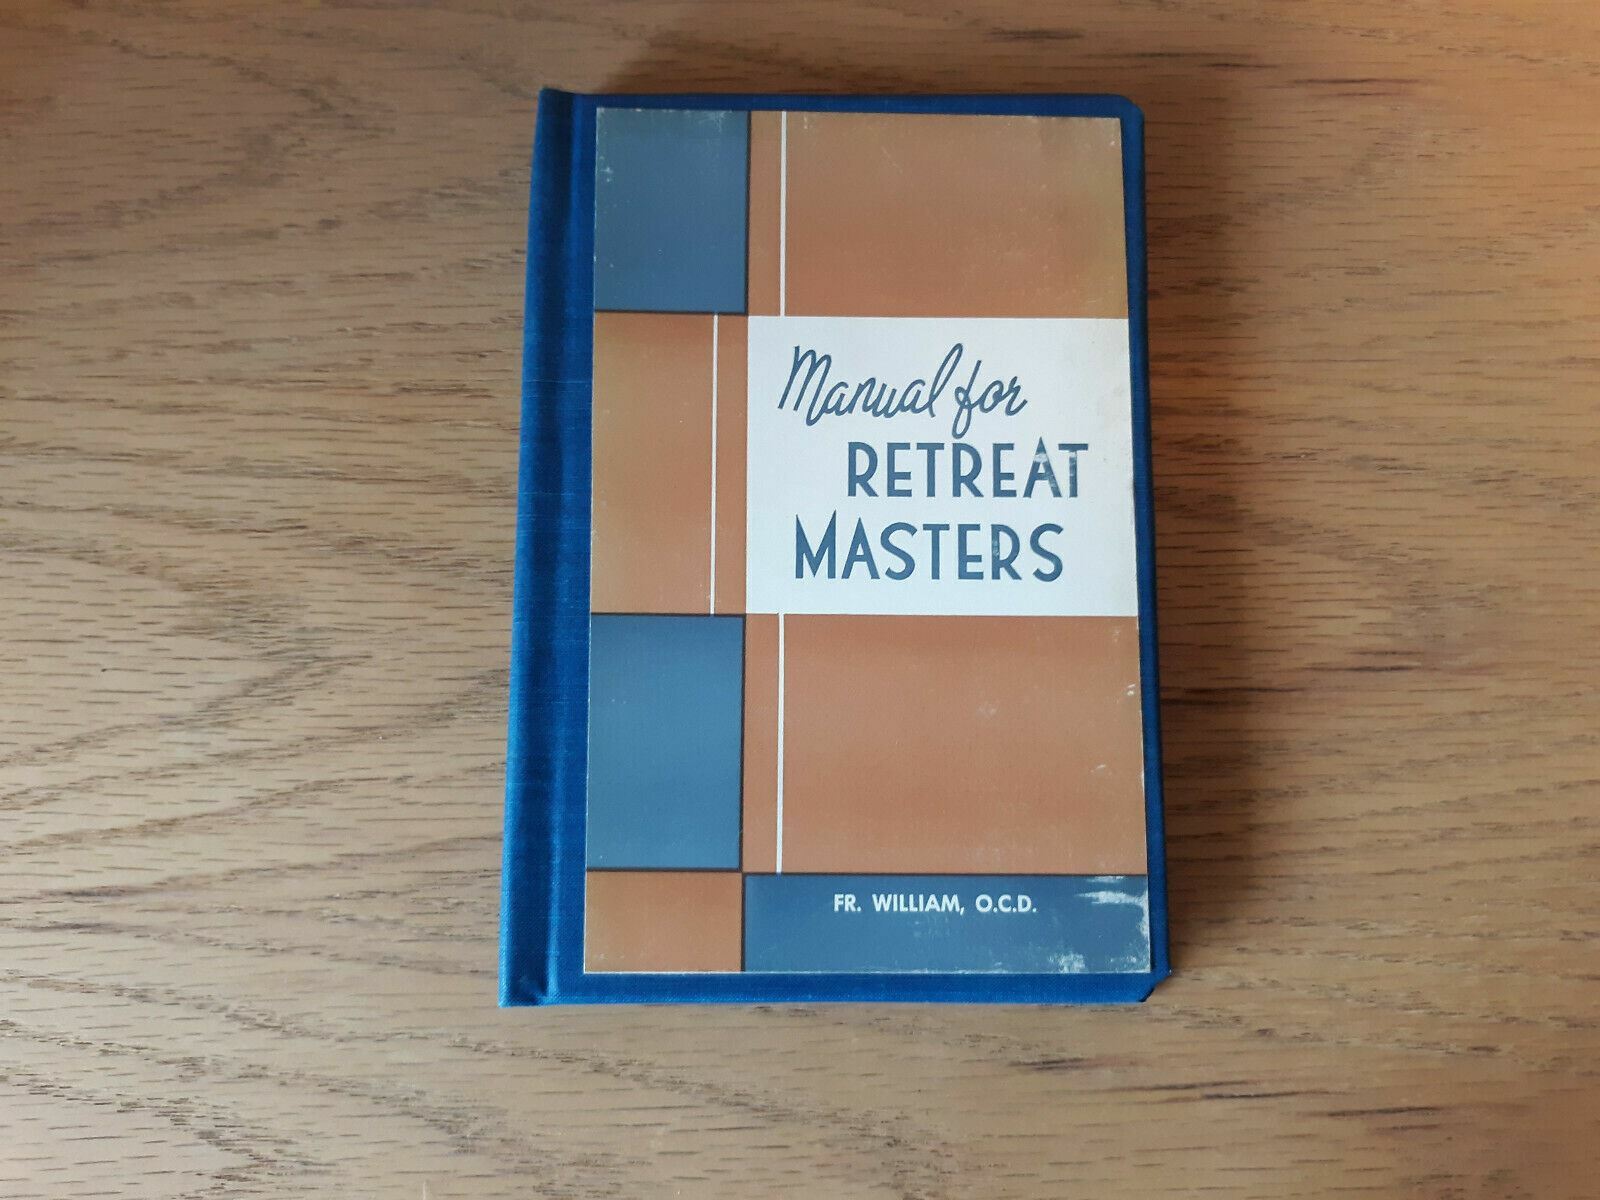 Manual for
RETREAT
MASTERS
FR. WILLIAM, O.C.D.